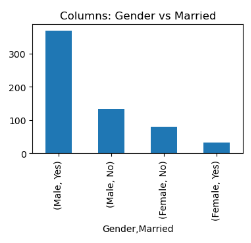 Columns: Gender vs Married
300
200
100
0
(Male, Yes)
(Male, No)
(Female, No)
(Female, Yes)
Gender,Married